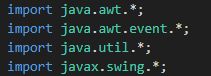 import java.awt.*;
import java.awt.event.*;
import java.util.*;
import javax.swing.*;